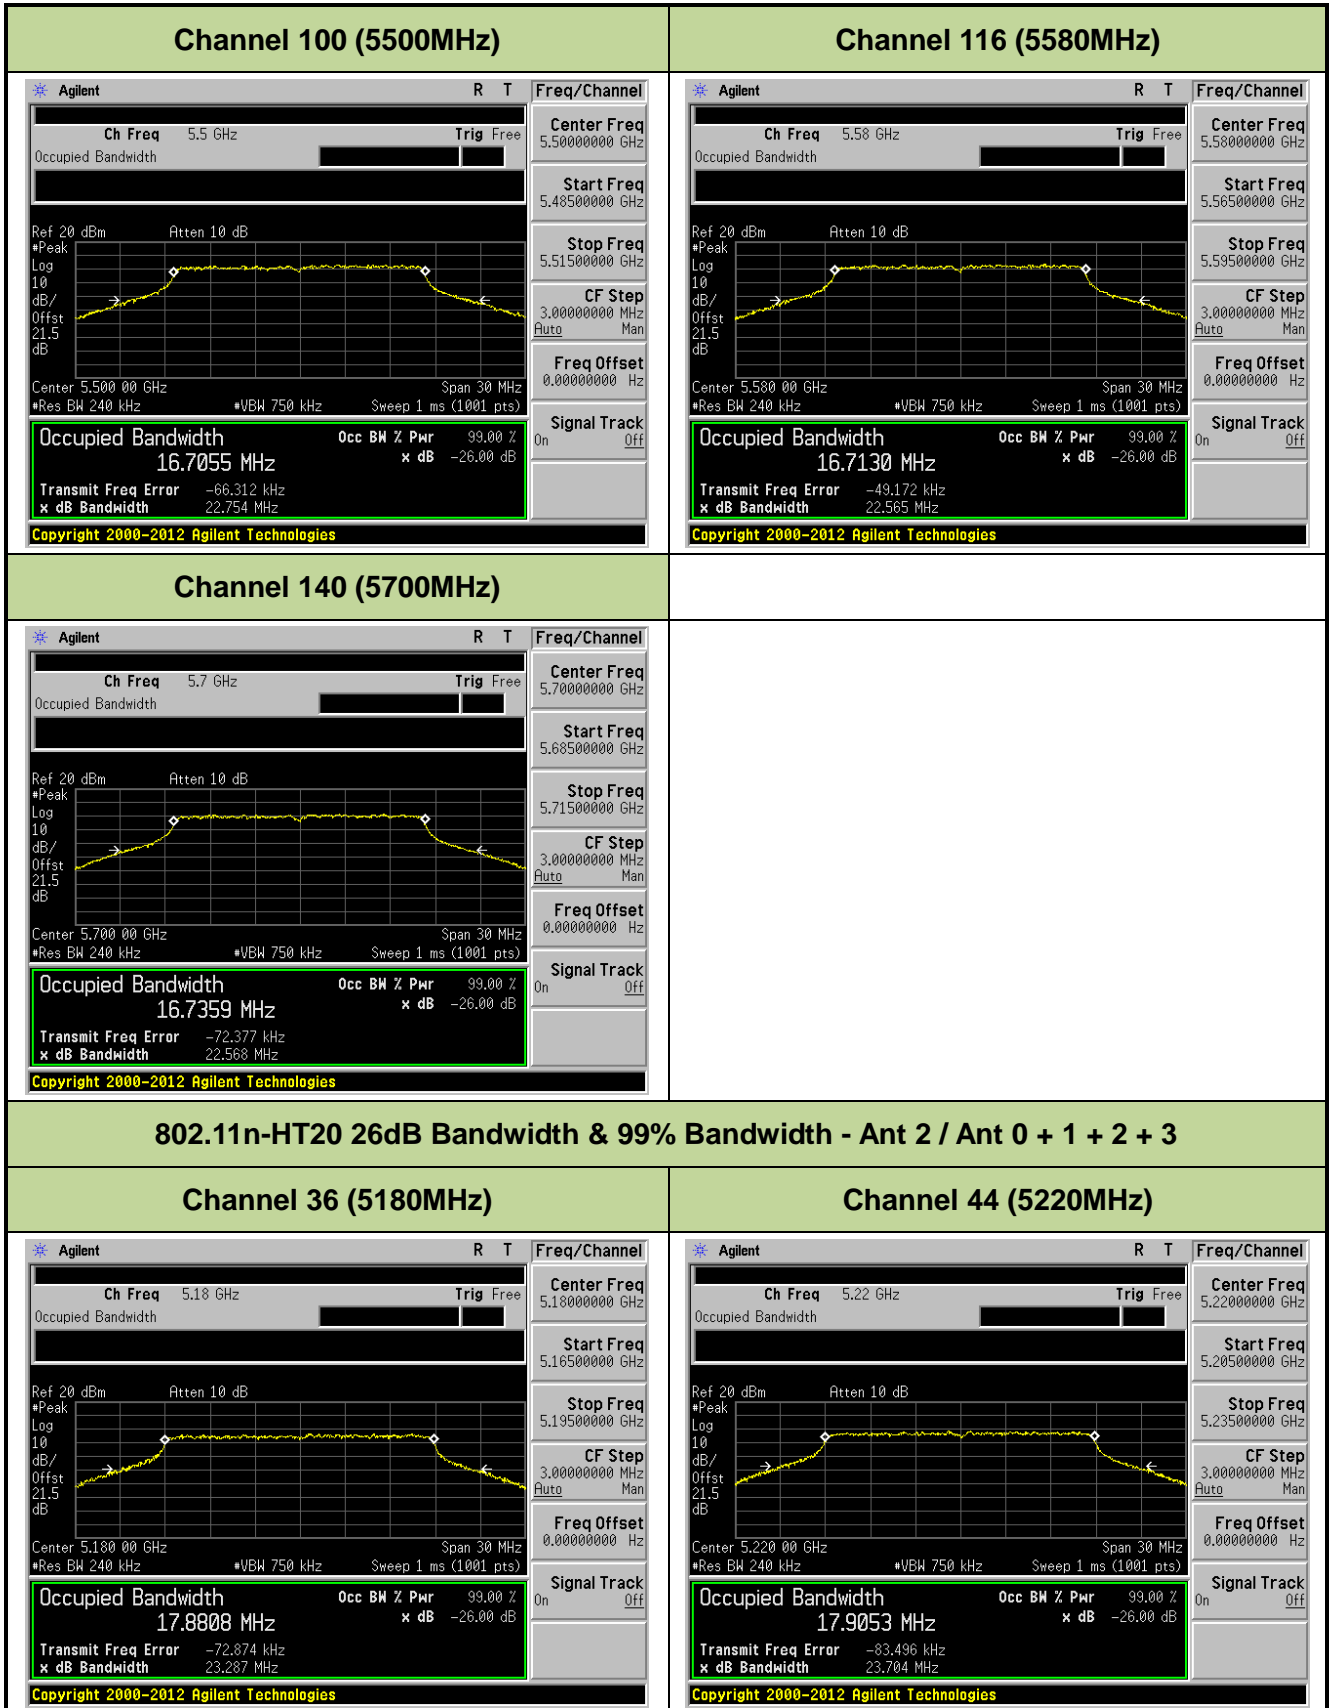 Channel 100 (5500MHz)
Channel 116 (5580MHz)
Agilent R T Freq/Channel
Ch Freq 5.5 GHz Trig Free
Occupied Bandwidth
Center Freq
5.50000000 GHz
Start Freq
5.48500000 GHz
Stop Freq
5.51500000 GHz
CF Step
3.00000000 MHz
Auto Man
Freq Offset
0.00000000 Hz
Signal Track
On Off
Ref 20 dBm Atten 10 dB
#Peak
Log
10
dB/
Offst
21.5
dB
Center 5.500 00 GHz Span 30 MHz
#Res BW 240 kHz #VBW 750 kHz Sweep 1 ms (1001 pts)
Occupied Bandwidth Occ BW % Pwr 99.00 %
16.7055 MHz x dB -26.00 dB
Transmit Freq Error -66.312 kHz
x dB Bandwidth 22.754 MHz
Copyright 2000-2012 Agilent Technologies
Agilent R T Freq/Channel
Ch Freq 5.58 GHz Trig Free
Occupied Bandwidth
Center Freq
5.58000000 GHz
Start Freq
5.56500000 GHz
Stop Freq
5.59500000 GHz
CF Step
3.00000000 MHz
Auto Man
Freq Offset
0.00000000 Hz
Signal Track
On Off
Ref 20 dBm Atten 10 dB
#Peak
Log
10
dB/
Offst
21.5
dB
Center 5.580 00 GHz Span 30 MHz
#Res BW 240 kHz #VBW 750 kHz Sweep 1 ms (1001 pts)
Occupied Bandwidth Occ BW % Pwr 99.00 %
16.7130 MHz x dB -26.00 dB
Transmit Freq Error -49.172 kHz
x dB Bandwidth 22.565 MHz
Copyright 2000-2012 Agilent Technologies
Channel 140 (5700MHz)
Agilent R T Freq/Channel
Ch Freq 5.7 GHz Trig Free
Occupied Bandwidth
Center Freq
5.70000000 GHz
Start Freq
5.68500000 GHz
Stop Freq
5.71500000 GHz
CF Step
3.00000000 MHz
Auto Man
Freq Offset
0.00000000 Hz
Signal Track
On Off
Ref 20 dBm Atten 10 dB
#Peak
Log
10
dB/
Offst
21.5
dB
Center 5.700 00 GHz Span 30 MHz
#Res BW 240 kHz #VBW 750 kHz Sweep 1 ms (1001 pts)
Occupied Bandwidth Occ BW % Pwr 99.00 %
16.7359 MHz x dB -26.00 dB
Transmit Freq Error -72.377 kHz
x dB Bandwidth 22.568 MHz
Copyright 2000-2012 Agilent Technologies
802.11n-HT20 26dB Bandwidth & 99% Bandwidth - Ant 2 / Ant 0 + 1 + 2 + 3
Channel 36 (5180MHz)
Channel 44 (5220MHz)
Agilent R T Freq/Channel
Ch Freq 5.18 GHz Trig Free
Occupied Bandwidth
Center Freq
5.18000000 GHz
Start Freq
5.16500000 GHz
Stop Freq
5.19500000 GHz
CF Step
3.00000000 MHz
Auto Man
Freq Offset
0.00000000 Hz
Signal Track
On Off
Ref 20 dBm Atten 10 dB
#Peak
Log
10
dB/
Offst
21.5
dB
Center 5.180 00 GHz Span 30 MHz
#Res BW 240 kHz #VBW 750 kHz Sweep 1 ms (1001 pts)
Occupied Bandwidth Occ BW % Pwr 99.00 %
17.8808 MHz x dB -26.00 dB
Transmit Freq Error -72.874 kHz
x dB Bandwidth 23.287 MHz
Copyright 2000-2012 Agilent Technologies
Agilent R T Freq/Channel
Ch Freq 5.22 GHz Trig Free
Occupied Bandwidth
Center Freq
5.22000000 GHz
Start Freq
5.20500000 GHz
Stop Freq
5.23500000 GHz
CF Step
3.00000000 MHz
Auto Man
Freq Offset
0.00000000 Hz
Signal Track
On Off
Ref 20 dBm Atten 10 dB
#Peak
Log
10
dB/
Offst
21.5
dB
Center 5.220 00 GHz Span 30 MHz
#Res BW 240 kHz #VBW 750 kHz Sweep 1 ms (1001 pts)
Occupied Bandwidth Occ BW % Pwr 99.00 %
17.9053 MHz x dB -26.00 dB
Transmit Freq Error -83.496 kHz
x dB Bandwidth 23.704 MHz
Copyright 2000-2012 Agilent Technologies